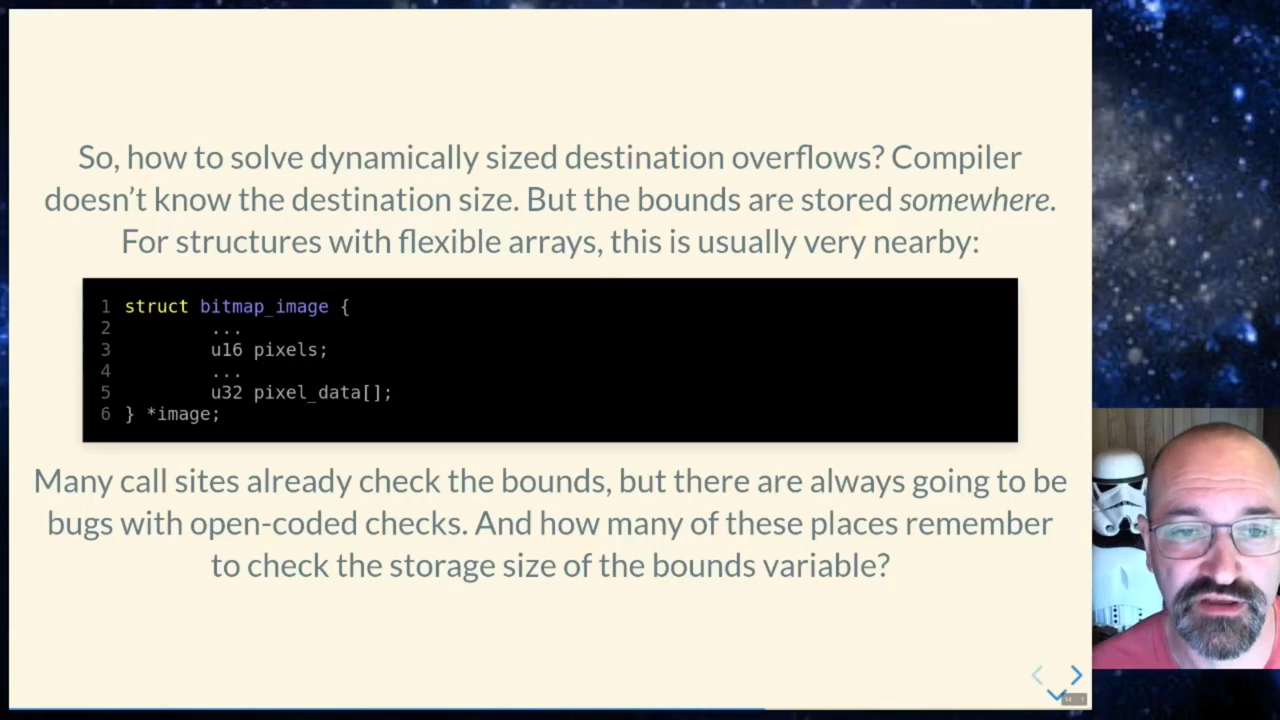 So, how to solve dynamically sized destination overflows? Compiler
doesn’t know the destination size. But the bounds are stored somewhere.
For structures with flexible arrays, this is usually very nearby:
1 struct bitmap_image {
2         ...
3         u16 pixels;
4         ...
5         u32 pixel_data[];
6 } *image;
Many call sites already check the bounds, but there are always going to be
bugs with open-coded checks. And how many of these places remember
to check the storage size of the bounds variable?